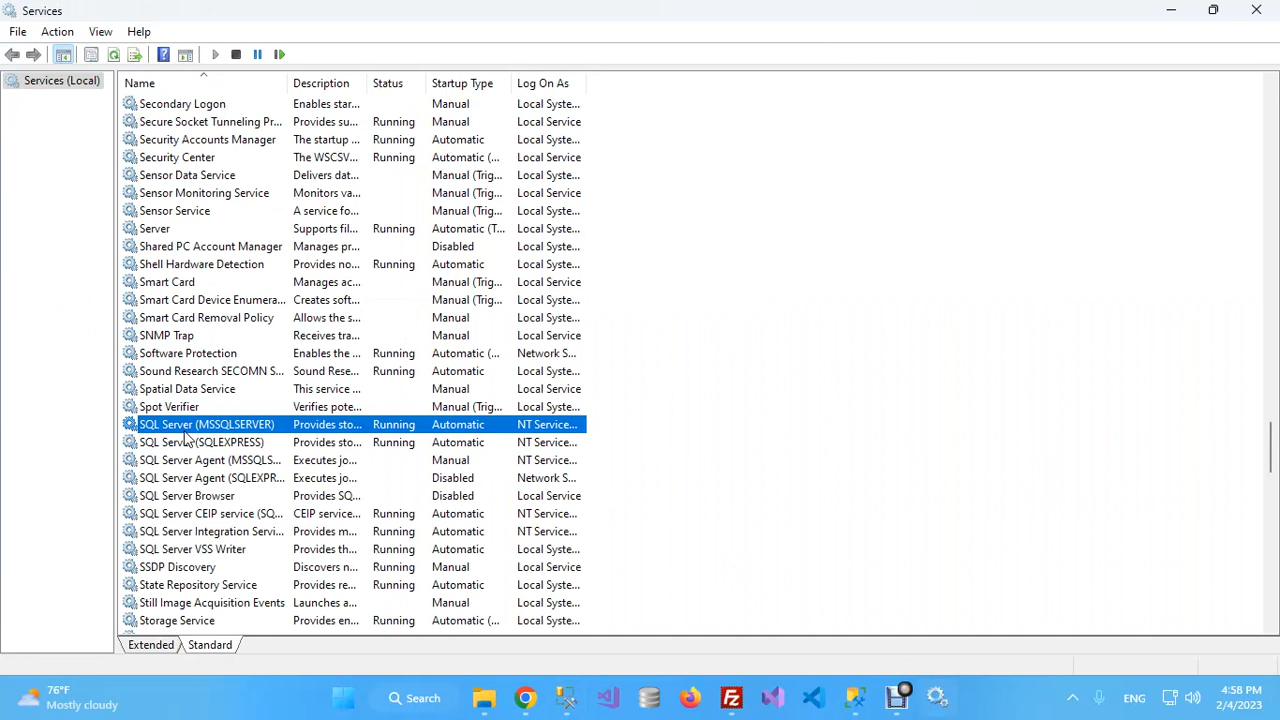 Services
File Action View Help
Services (Local)
Name Description Status Startup Type Log On As
Secondary Logon Enables star... Manual Local Syste...
Secure Socket Tunneling Pr... Provides su... Running Manual Local Service
Security Accounts Manager The startup ... Running Automatic Local Syste...
Security Center The WSCSV... Running Automatic (... Local Service
Sensor Data Service Delivers dat... Manual (Trig... Local Syste...
Sensor Monitoring Service Monitors va... Manual (Trig... Local Service
Sensor Service A service fo... Manual (Trig... Local Syste...
Server Supports fil... Running Automatic (T... Local Syste...
Shared PC Account Manager Manages pr... Disabled Local Syste...
Shell Hardware Detection Provides no... Running Automatic Local Syste...
Smart Card Manages ac... Manual (Trig... Local Service
Smart Card Device Enumera... Creates soft... Manual (Trig... Local Syste...
Smart Card Removal Policy Allows the s... Manual Local Syste...
SNMP Trap Receives tra... Manual Local Service
Software Protection Enables the ... Running Automatic (... Network S...
Sound Research SECOMN S... Sound Rese... Running Automatic Local Syste...
Spatial Data Service This service ... Manual Local Service
Spot Verifier Verifies pote... Manual (Trig... Local Syste...
SQL Server (MSSQLSERVER) Provides sto... Running Automatic NT Service...
SQL Server (SQLEXPRESS) Provides sto... Running Automatic NT Service...
SQL Server Agent (MSSQLS... Executes jo... Manual NT Service...
SQL Server Agent (SQLEXPR... Executes jo... Disabled Network S...
SQL Server Browser Provides SQ... Disabled Local Service
SQL Server CEIP service (SQ... CEIP service... Running Automatic NT Service...
SQL Server Integration Servi... Provides m... Running Automatic NT Service...
SQL Server VSS Writer Provides th... Running Automatic Local Syste...
SSDP Discovery Discovers n... Running Manual Local Service
State Repository Service Provides re... Running Automatic Local Syste...
Still Image Acquisition Events Launches a... Manual Local Syste...
Storage Service Provides en... Running Automatic (... Local Syste...
Extended Standard
76°F
Mostly cloudy
Search
ENG
4:58 PM
2/4/2023